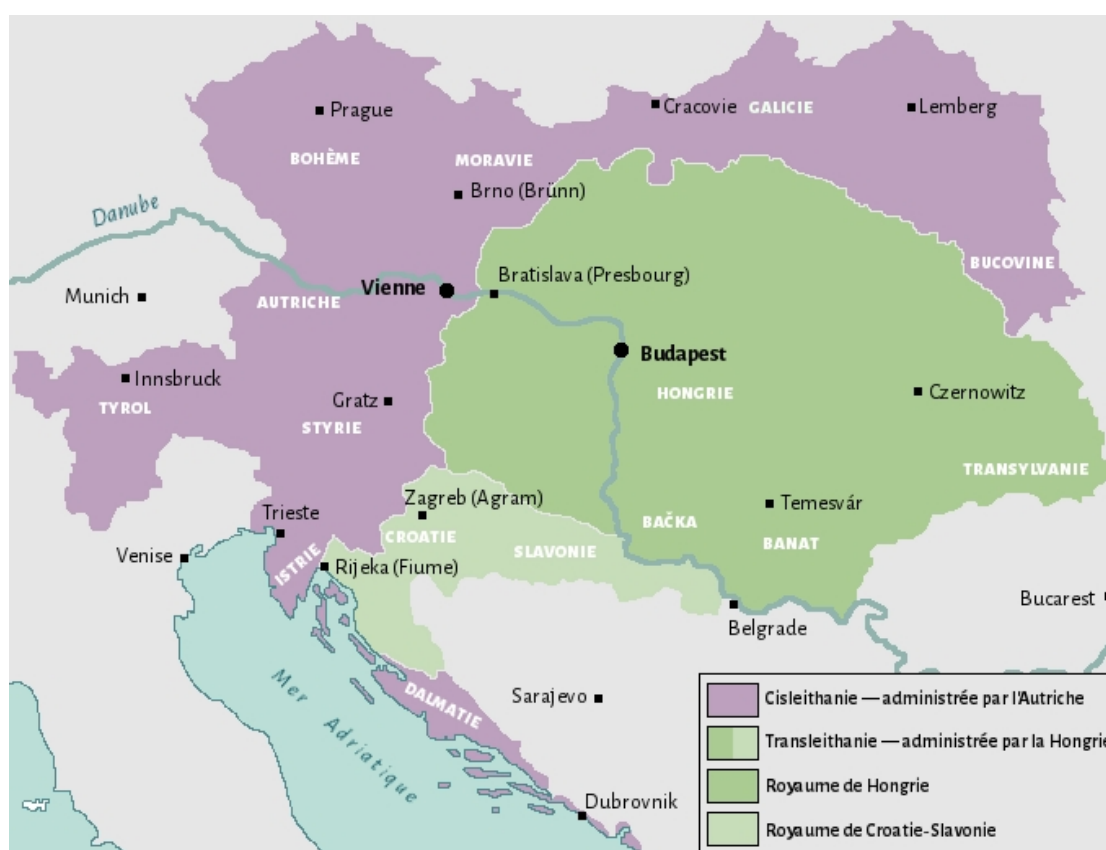 Prague
Cracovie
GALICIE
Lemberg
BOHÈME
MORAVIE
Brno (Brünn)
Danube
BUCOVINE
Munich
AUTRICHE
Vienne
Bratislava (Presbourg)
Budapest
Innsbruck
TYROL
Gratz
STYRIE
HONGRIE
Czernowitz
TRANSYLVANIE
Zagreb (Agram)
Trieste
CROATIE
SLAVONIE
BAČKA
Temesvár
BANAT
Venise
ISTRIE
Rijeka (Fiume)
Bucarest
Belgrade
Mer Adriatique
DALMATIE
Sarajevo
Dubrovnik
Cisleithanie — administrée par l'Autriche
Transleithanie — administrée par la Hongrie
Royaume de Hongrie
Royaume de Croatie-Slavonie